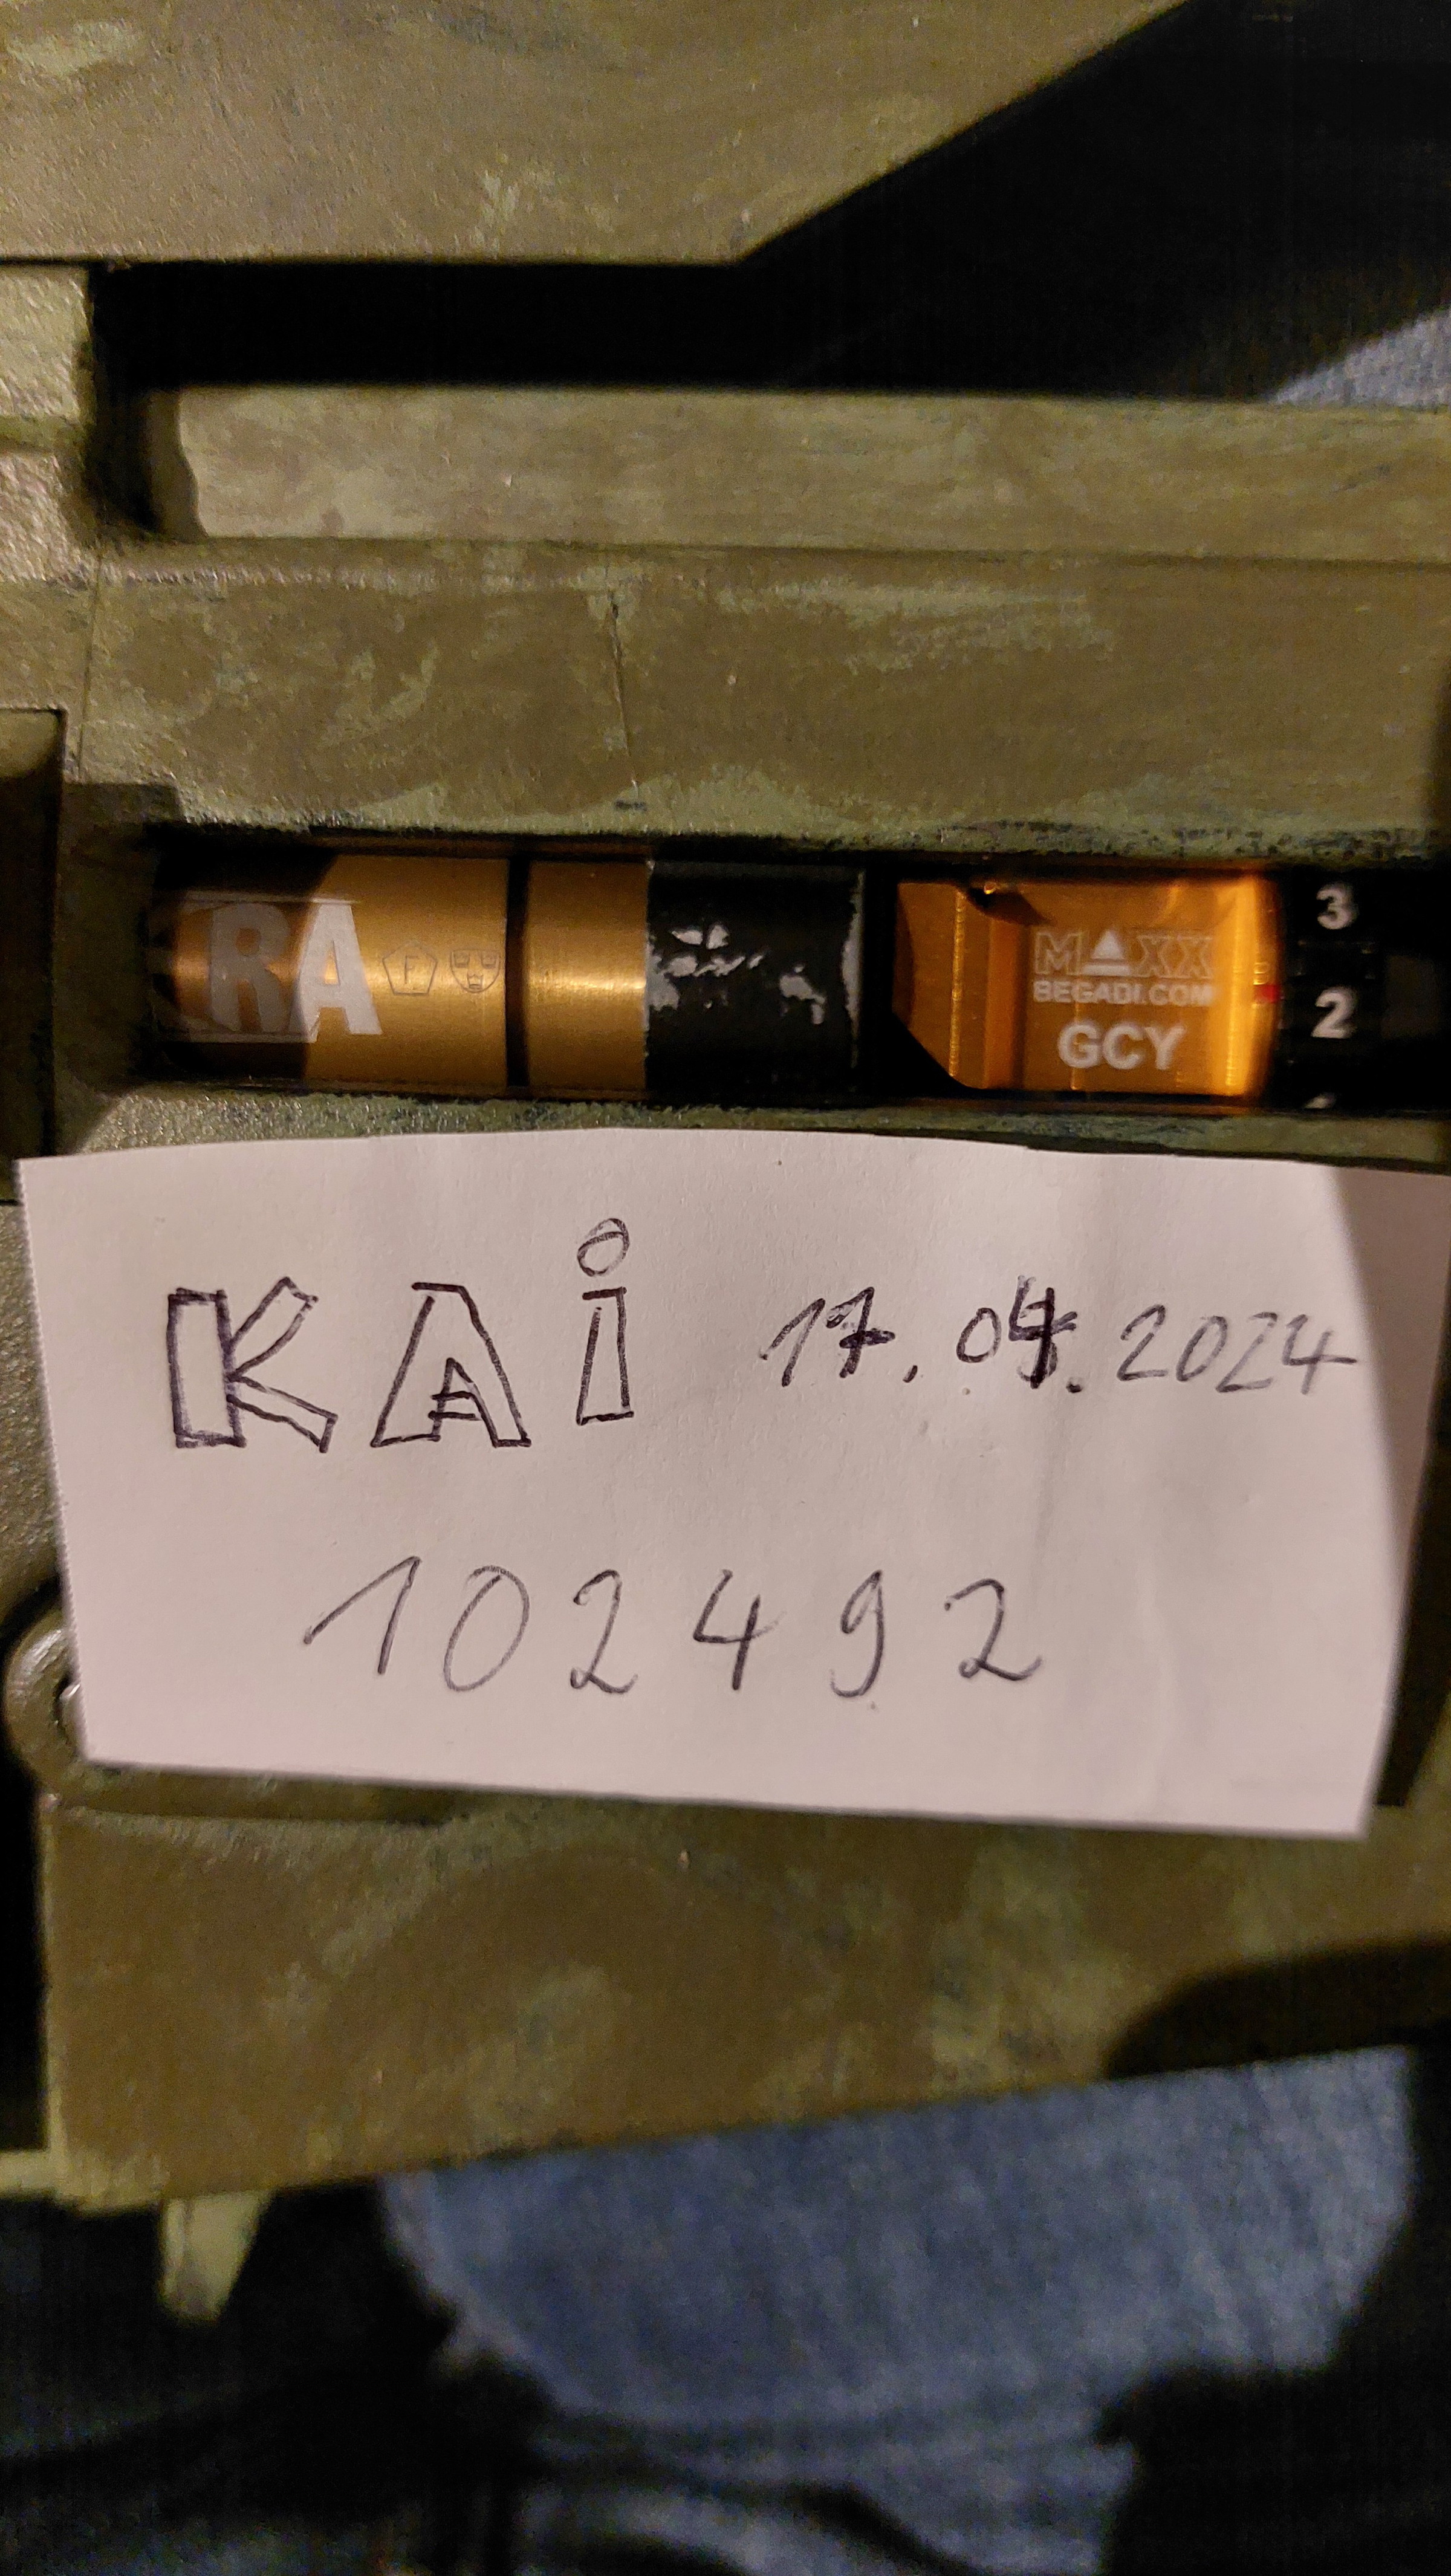 RA F
MAXX
BEGADI.COM
GCY
3
2
KAi 17.04.2024
102492